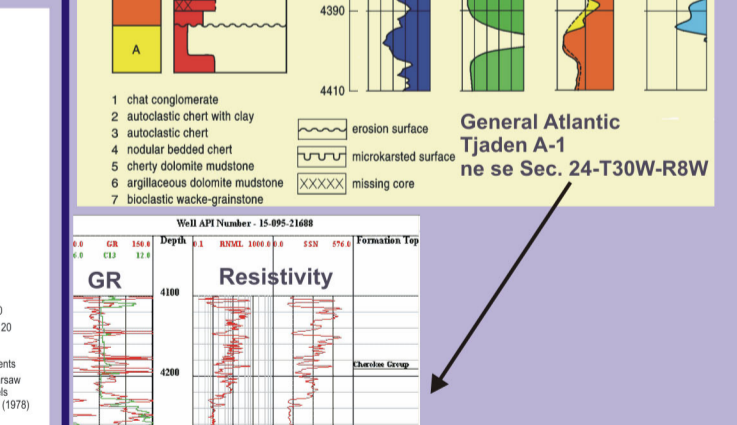 4390
A
4410
1 chat conglomerate
2 autoclastic chert with clay
3 autoclastic chert
4 nodular bedded chert
5 cherty dolomite mudstone
6 argillaceous dolomite mudstone
7 bioclastic wacke-grainstone
erosion surface
microkarsted surface
missing core
General Atlantic
Tjaden A-1
ne se Sec. 24-T30W-R8W
Well API Number - 15-095-21688
0.0 GR 150.0 Depth 0.1 RNML 1000.0 0.0 SSN 576.0 Formation Top
6.0 C13 12.0
GR Resistivity
4100
Cherokee Group
4200
0
20
ents
rsaw
els
(1978)